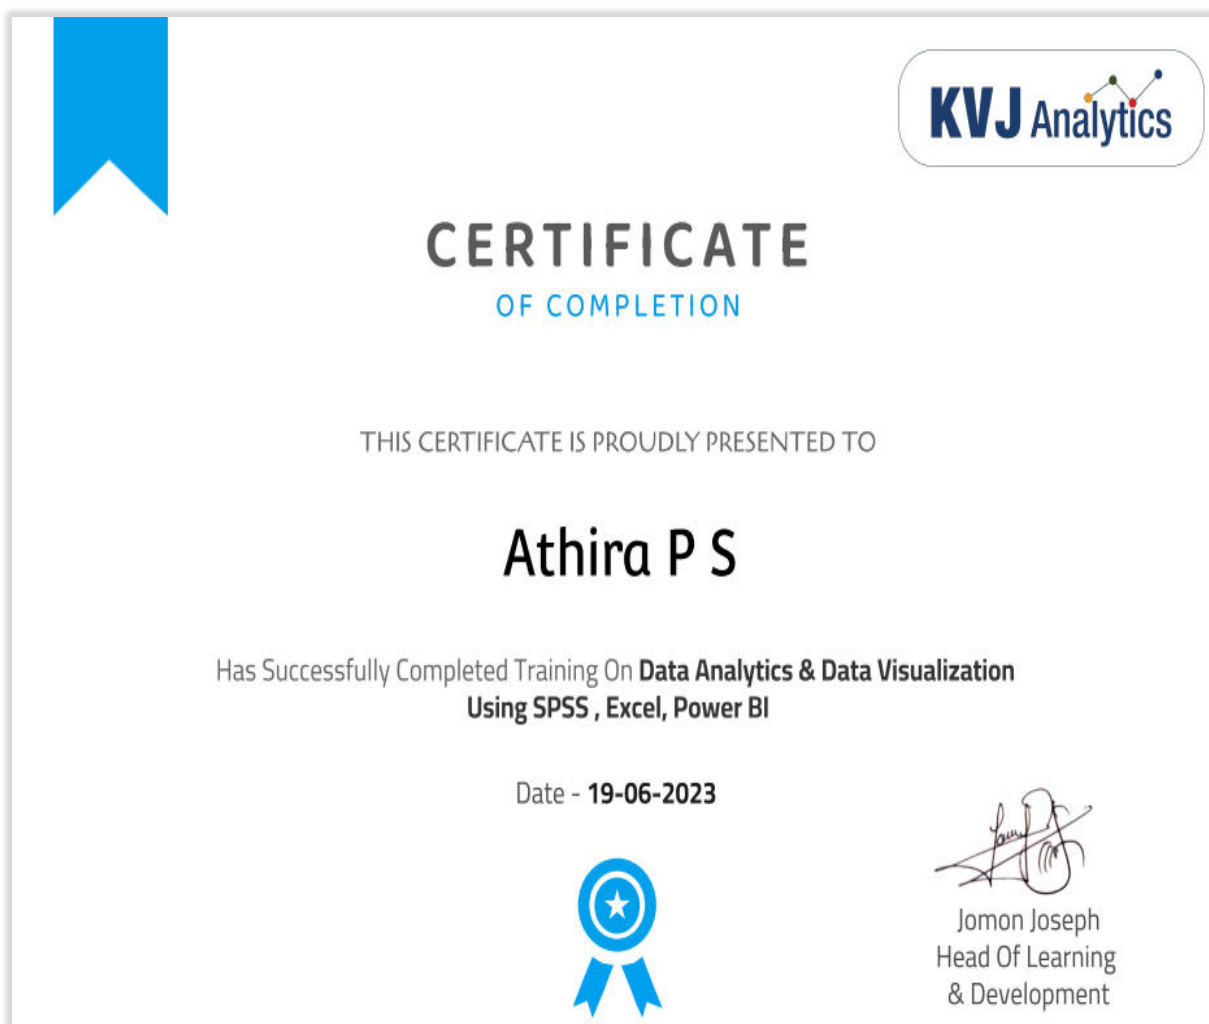 KVJ Analytics
CERTIFICATE
OF COMPLETION
THIS CERTIFICATE IS PROUDLY PRESENTED TO
Athira P S
Has Successfully Completed Training On Data Analytics & Data Visualization
Using SPSS , Excel, Power BI
Date - 19-06-2023
Jomon Joseph
Head Of Learning
& Development